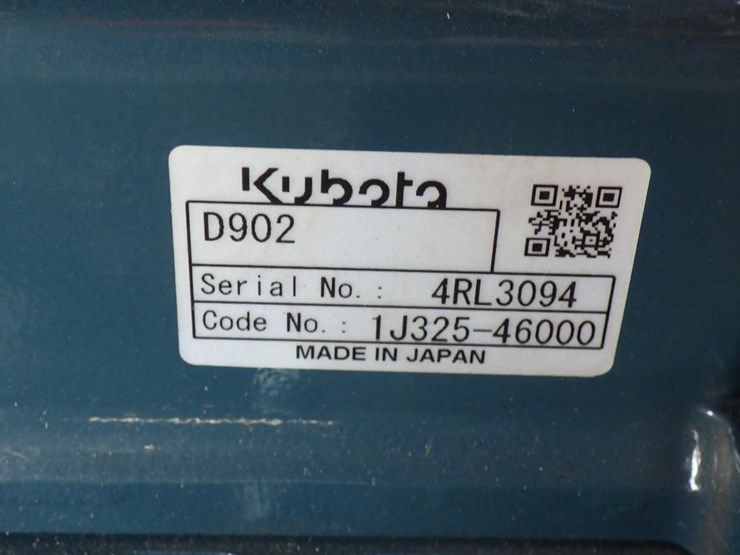 Kubota
D902
Serial No.: 4RL3094
Code No.: 1J325-46000
MADE IN JAPAN